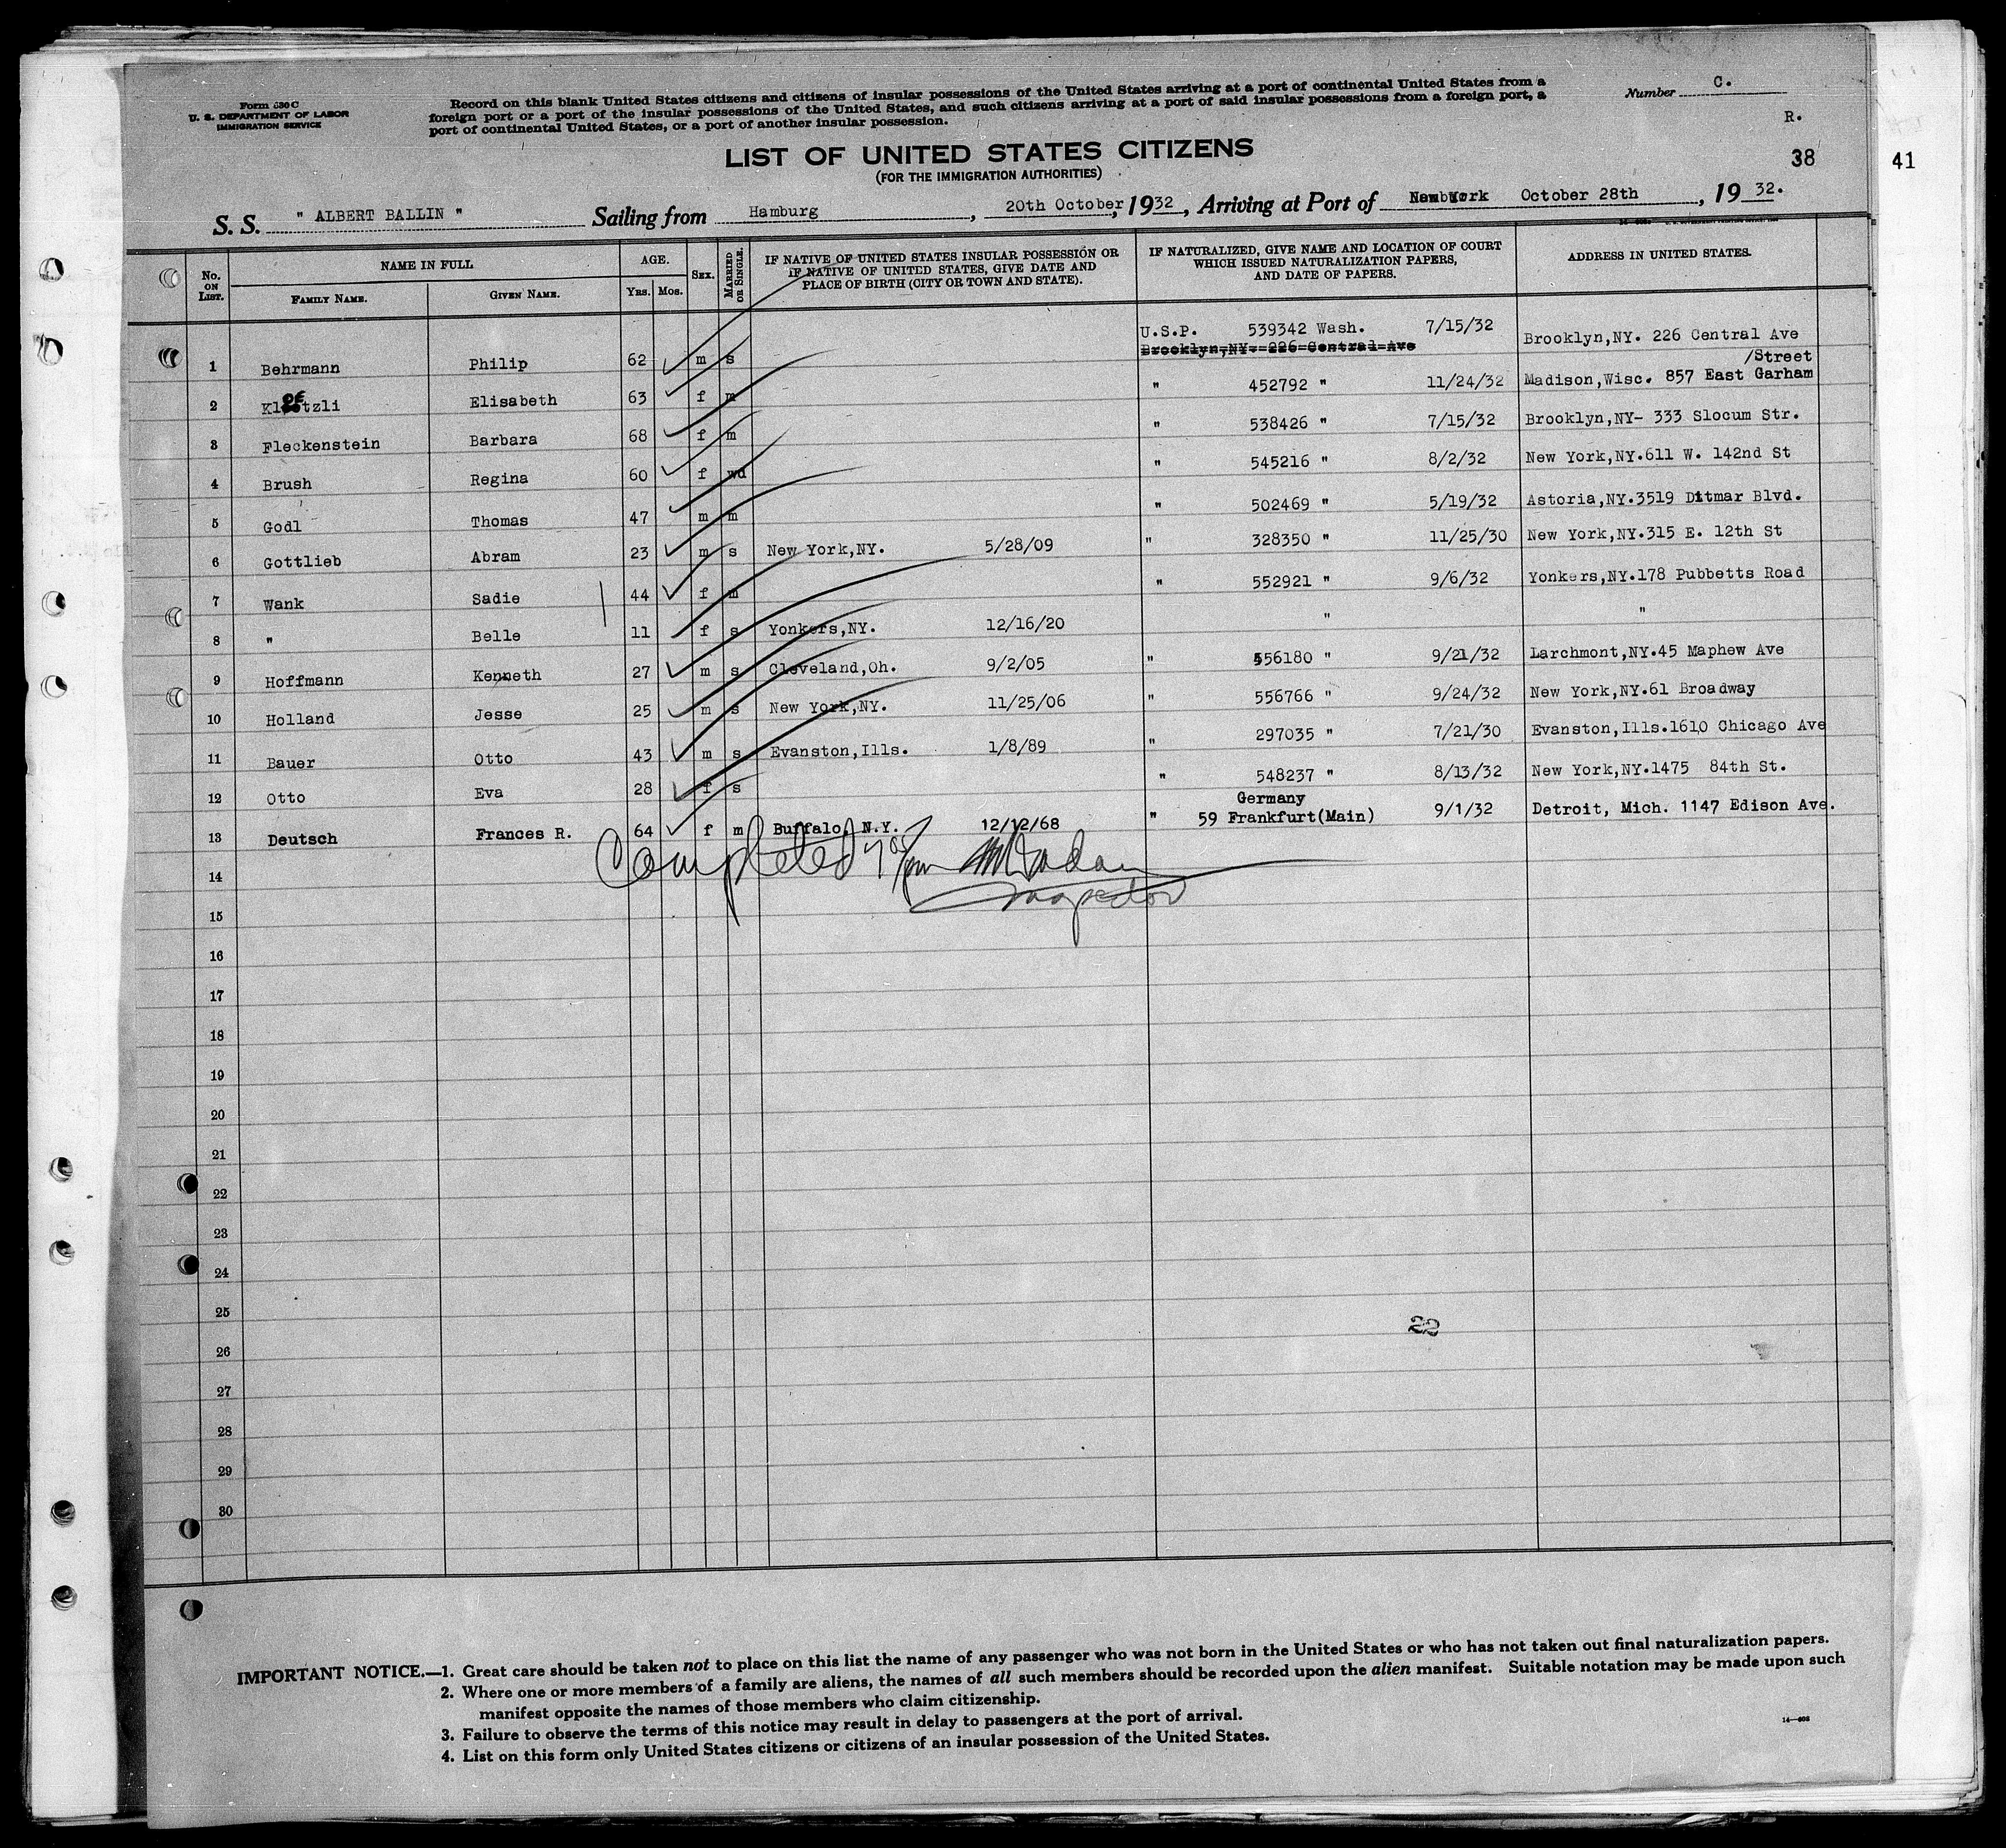 Form 630 C
U. S. DEPARTMENT OF LABOR
IMMIGRATION SERVICE
Record on this blank United States citizens and citizens of insular possessions of the United States arriving at a port of continental United States from a
foreign port or a port of the insular possessions of the United States, and such citizens arriving at a port of said insular possessions from a foreign port, a
port of continental United States, or a port of another insular possession.
Number C.
R.
38
41
LIST OF UNITED STATES CITIZENS
(FOR THE IMMIGRATION AUTHORITIES)
S. S. " ALBERT BALLIN " Sailing from Hamburg, 20th October, 1932, Arriving at Port of New York October 28th, 1932.
No. ON LIST. NAME IN FULL FAMILY NAME. GIVEN NAME. AGE. YRS. MOS. SEX. MARRIED OR SINGLE. IF NATIVE OF UNITED STATES INSULAR POSSESSION OR IF NATIVE OF UNITED STATES, GIVE DATE AND PLACE OF BIRTH (CITY OR TOWN AND STATE). IF NATURALIZED, GIVE NAME AND LOCATION OF COURT WHICH ISSUED NATURALIZATION PAPERS, AND DATE OF PAPERS. ADDRESS IN UNITED STATES.
Brooklyn,NY.=226=Central=Ave
1 Behrmann Philip 62 m s U.S.P. 539342 Wash. 7/15/32 Brooklyn,NY. 226 Central Ave
/Street
2 Kloetzli Elisabeth 63 f m " 452792 " 11/24/32 Madison,Wisc. 857 East Garham
3 Fleckenstein Barbara 68 f m " 538426 " 7/15/32 Brooklyn,NY- 333 Slocum Str.
4 Brush Regina 60 f wd " 545216 " 8/2/32 New York,NY.611 W. 142nd St
5 Godl Thomas 47 m m " 502469 " 5/19/32 Astoria,NY.3519 Ditmar Blvd.
6 Gottlieb Abram 23 m s New York,NY. 5/28/09 " 328350 " 11/25/30 New York,NY.315 E. 12th St
7 Wank Sadie 44 f m " 552921 " 9/6/32 Yonkers,NY.178 Pubbetts Road
8 " Belle 11 f s Yonkers,NY. 12/16/20 " "
9 Hoffmann Kenneth 27 m s Cleveland,Oh. 9/2/05 " 556180 " 9/21/32 Larchmont,NY.45 Maphew Ave
10 Holland Jesse 25 m s New York,NY. 11/25/06 " 556766 " 9/24/32 New York,NY.61 Broadway
11 Bauer Otto 43 m s Evanston,Ills. 1/8/89 " 297035 " 7/21/30 Evanston,Ills.1610 Chicago Ave
12 Otto Eva 28 f s " 548237 " 8/13/32 New York,NY.1475 84th St.
Germany
13 Deutsch Frances R. 64 f m Buffalo, N.Y. 12/12/68 " 59 Frankfurt(Main) 9/1/32 Detroit, Mich. 1147 Edison Ave.
Completed
Inspector
14
15
16
17
18
19
20
21
22
23
24
25
22
26
27
28
29
30
IMPORTANT NOTICE.—1. Great care should be taken not to place on this list the name of any passenger who was not born in the United States or who has not taken out final naturalization papers.
2. Where one or more members of a family are aliens, the names of all such members should be recorded upon the alien manifest. Suitable notation may be made upon such
manifest opposite the names of those members who claim citizenship.
3. Failure to observe the terms of this notice may result in delay to passengers at the port of arrival.
4. List on this form only United States citizens or citizens of an insular possession of the United States.